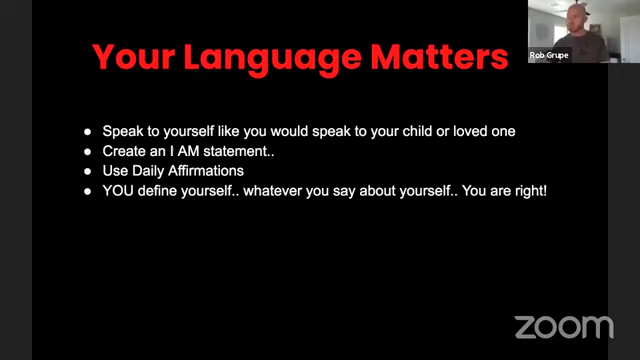 Rob Grupe
Your Language Matters
● Speak to yourself like you would speak to your child or loved one
● Create an I AM statement..
● Use Daily Affirmations
● YOU define yourself.. whatever you say about yourself.. You are right!
zoom